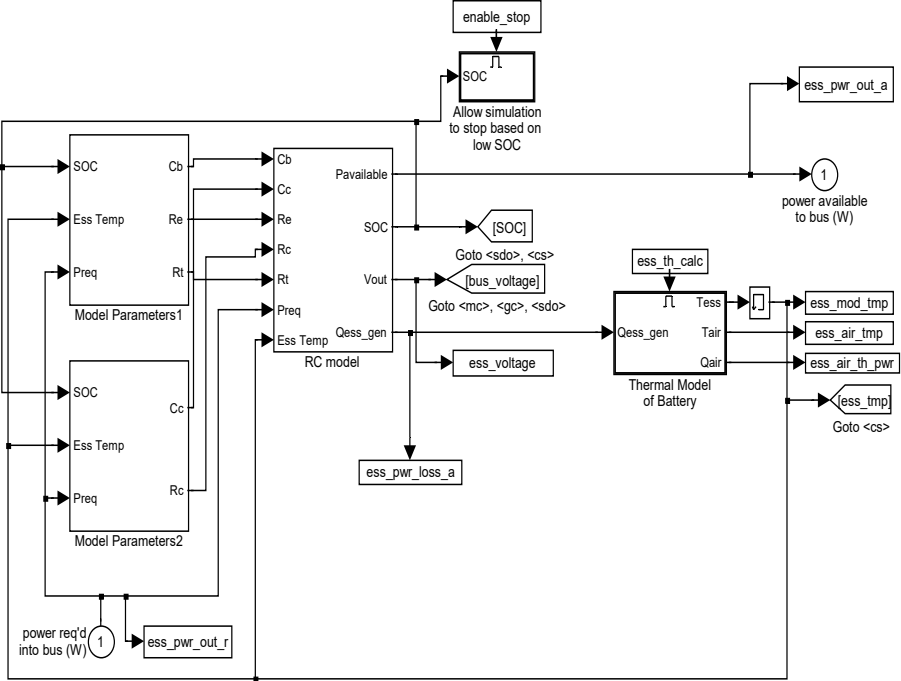 enable_stop
SOC
Allow simulation
to stop based on
low SOC
ess_pwr_out_a
1
power available
to bus (W)
SOC
Ess Temp
Preq
Cb
Re
Rt
Model Parameters1
Cb
Cc
Re
Rc
Rt
Preq
Ess Temp
Pavailable
SOC
Vout
Qess_gen
RC model
[SOC]
Goto <sdo>, <cs>
[bus_voltage]
Goto <mc>, <gc>, <sdo>
ess_voltage
ess_pwr_loss_a
ess_th_calc
Qess_gen
Tess
Tair
Qair
Thermal Model
of Battery
ess_mod_tmp
ess_air_tmp
ess_air_th_pwr
[ess_tmp]
Goto <cs>
SOC
Ess Temp
Preq
Cc
Rc
Model Parameters2
power req'd
into bus (W)
1
ess_pwr_out_r